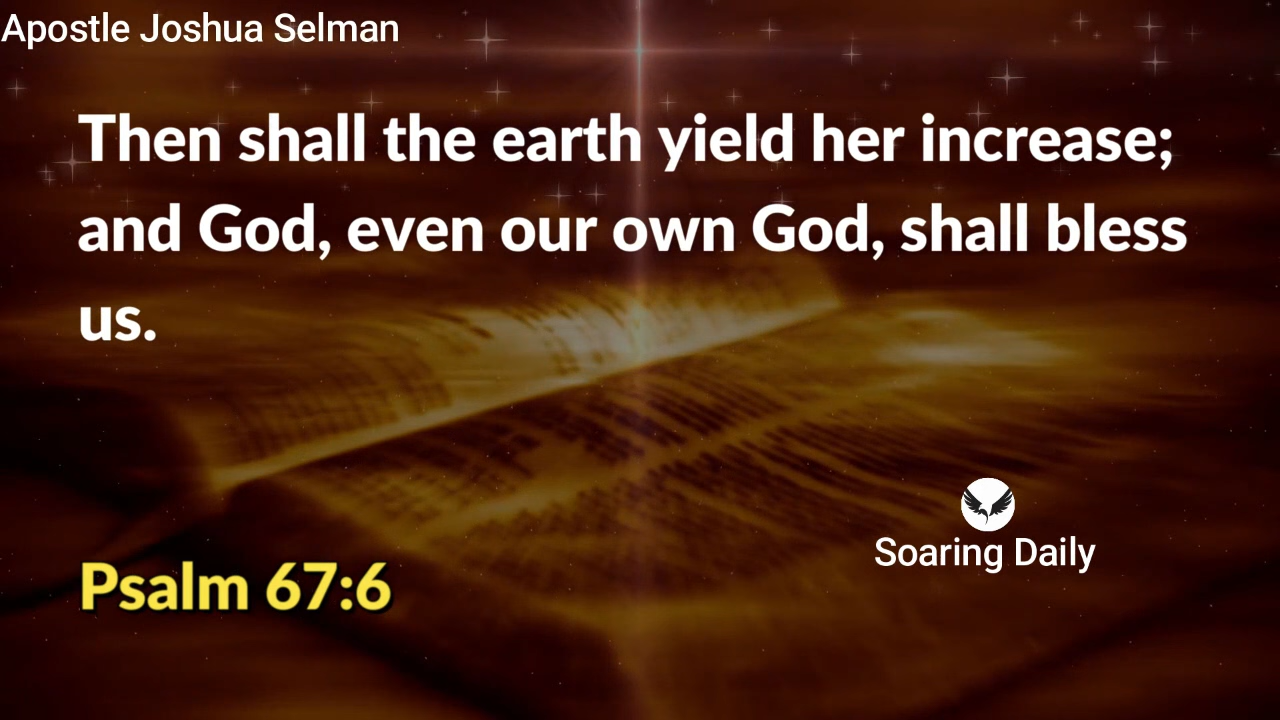 Apostle Joshua Selman
Then shall the earth yield her increase;
and God, even our own God, shall bless
us.
Soaring Daily
Psalm 67:6